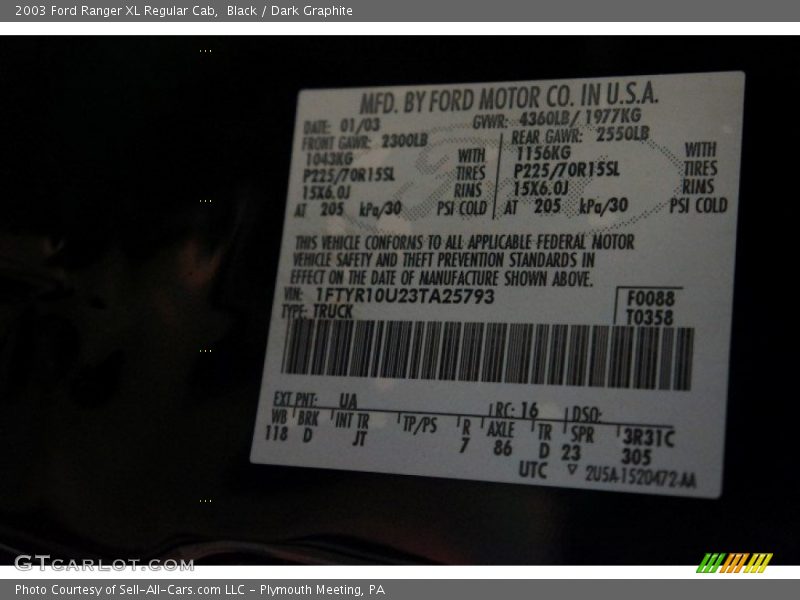 2003 Ford Ranger XL Regular Cab,  Black / Dark Graphite
MFD. BY FORD MOTOR CO. IN U.S.A.
DATE: 01/03 GVWR: 4360LB/ 1977KG
FRONT GAWR: 2300LB REAR GAWR: 2550LB
1043KG WITH 1156KG WITH
P225/70R15SL TIRES P225/70R15SL TIRES
15X6.0J RIMS 15X6.0J RIMS
AT 205 kPa/30 PSI COLD AT 205 kPa/30 PSI COLD
THIS VEHICLE CONFORMS TO ALL APPLICABLE FEDERAL MOTOR
VEHICLE SAFETY AND THEFT PREVENTION STANDARDS IN
EFFECT ON THE DATE OF MANUFACTURE SHOWN ABOVE.
VIN: 1FTYR10U23TA25793 F0088
TYPE: TRUCK T0358
EXT PNT: UA RC: 16 DSO:
WB BRK INT TR TP/PS R AXLE TR SPR 3R31C
118 D JT 7 86 D 23 305
UTC ▽ 2U5A-1520472-AA
GTcarlot.com
Photo Courtesy of Sell-All-Cars.com LLC - Plymouth Meeting, PA